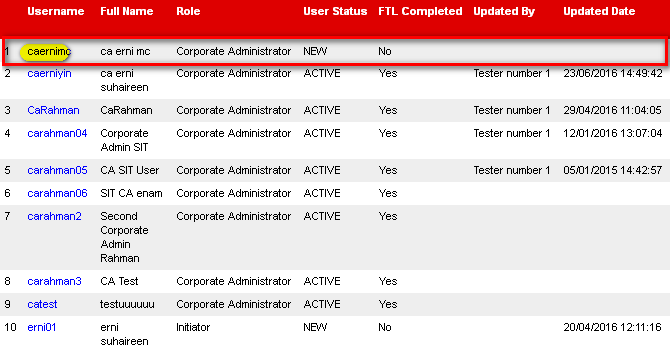 Username Full Name Role User Status FTL Completed Updated By Updated Date
1 caernimc ca erni mc Corporate Administrator NEW No
2 caerniyin ca erni Corporate Administrator ACTIVE Yes Tester number 1 23/06/2016 14:49:42
suhaireen
3 CaRahman CaRahman Corporate Administrator ACTIVE Yes Tester number 1 29/04/2016 11:04:05
4 carahman04 Corporate Corporate Administrator ACTIVE Yes Tester number 1 12/01/2016 13:07:04
Admin SIT
5 carahman05 CA SIT User Corporate Administrator ACTIVE Yes Tester number 1 05/01/2015 14:42:57
6 carahman06 SIT CA enam Corporate Administrator ACTIVE Yes
7 carahman2 Second Corporate Administrator ACTIVE Yes
Corporate
Admin
Rahman
8 carahman3 CA Test Corporate Administrator ACTIVE Yes
9 catest testuuuuuu Corporate Administrator ACTIVE Yes
10 erni01 erni Initiator NEW No 20/04/2016 12:11:16
suhaireen